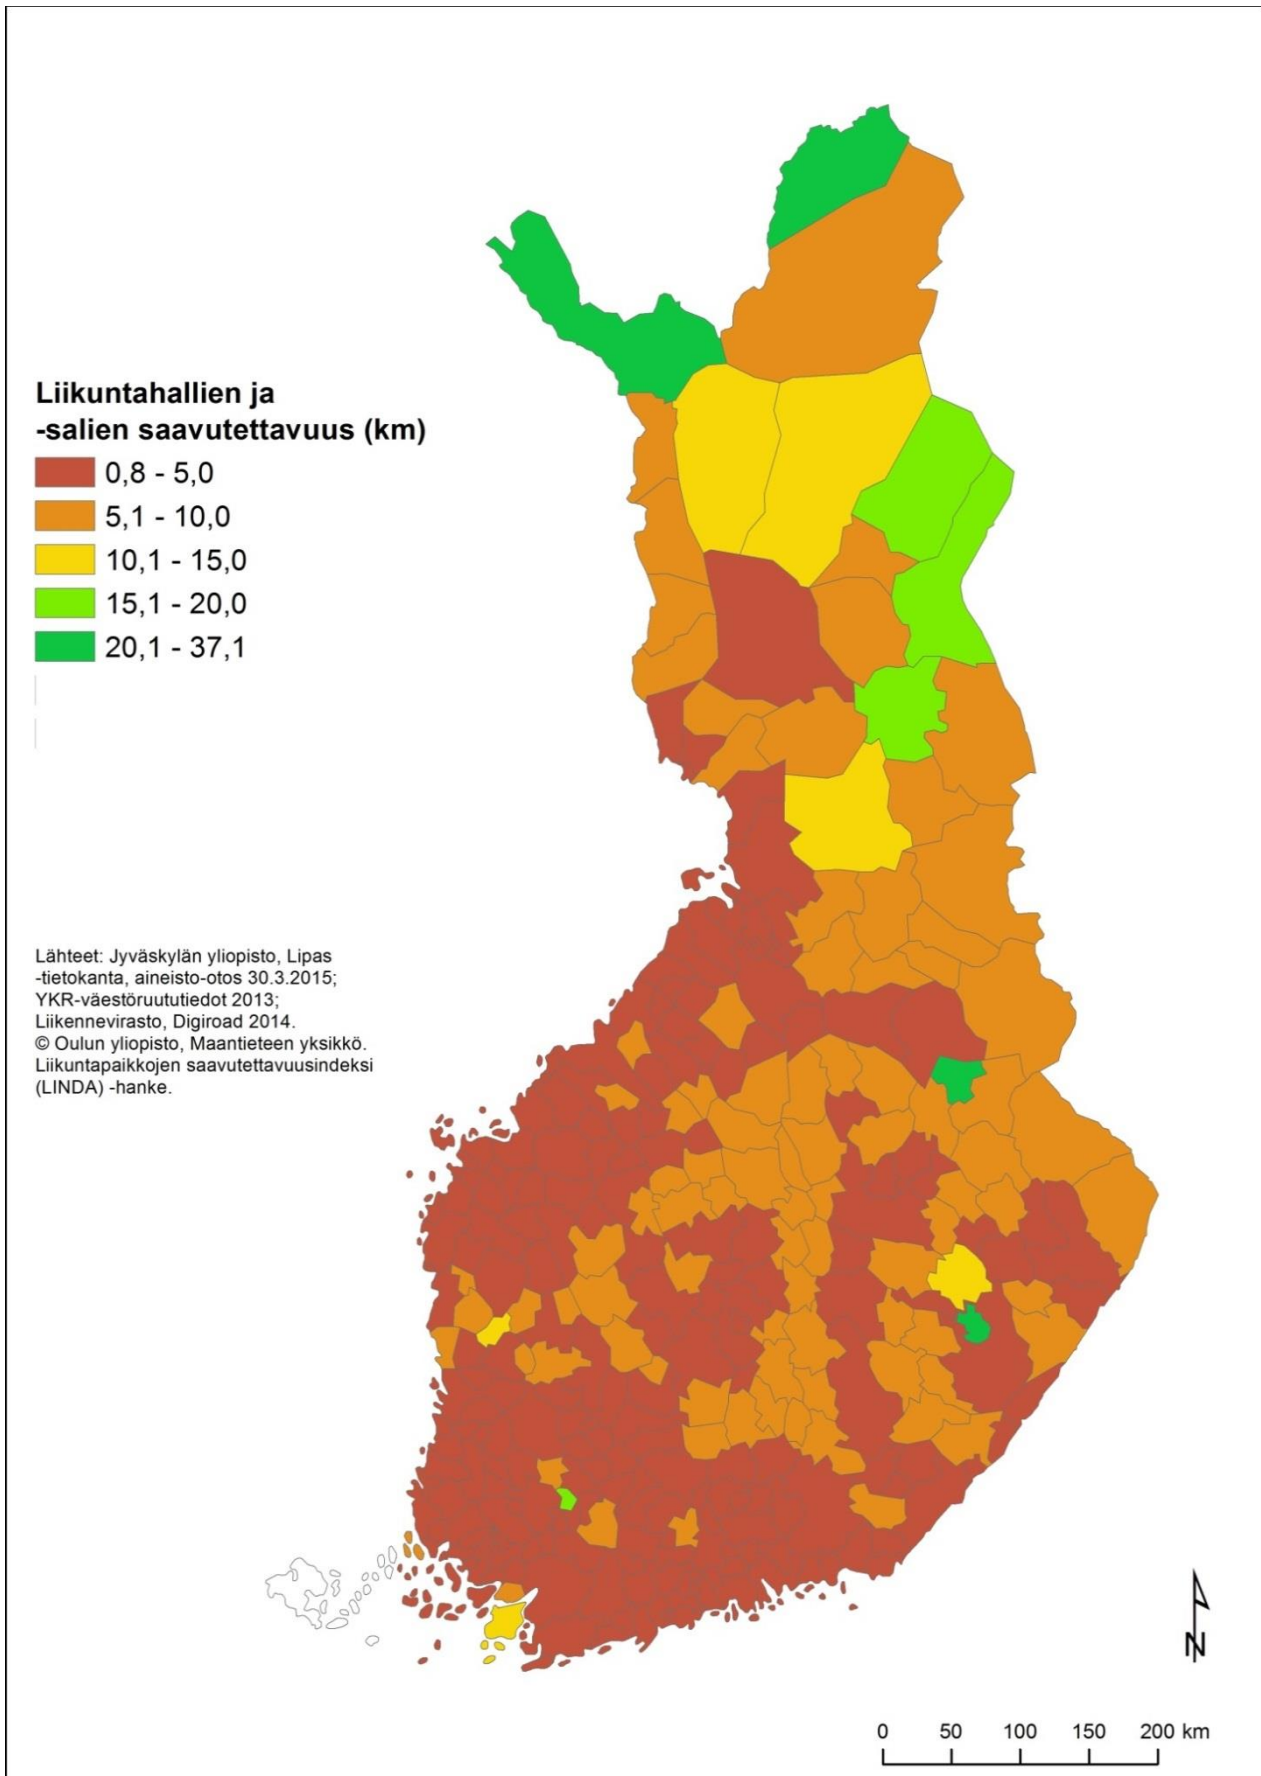 Liikuntahallien ja
-salien saavutettavuus (km)
0,8 - 5,0
5,1 - 10,0
10,1 - 15,0
15,1 - 20,0
20,1 - 37,1
Lähteet: Jyväskylän yliopisto, Lipas
-tietokanta, aineisto-otos 30.3.2015;
YKR-väestöruututiedot 2013;
Liikennevirasto, Digiroad 2014.
© Oulun yliopisto, Maantieteen yksikkö.
Liikuntapaikkojen saavutettavuusindeksi
(LINDA) -hanke.
N
0 50 100 150 200 km